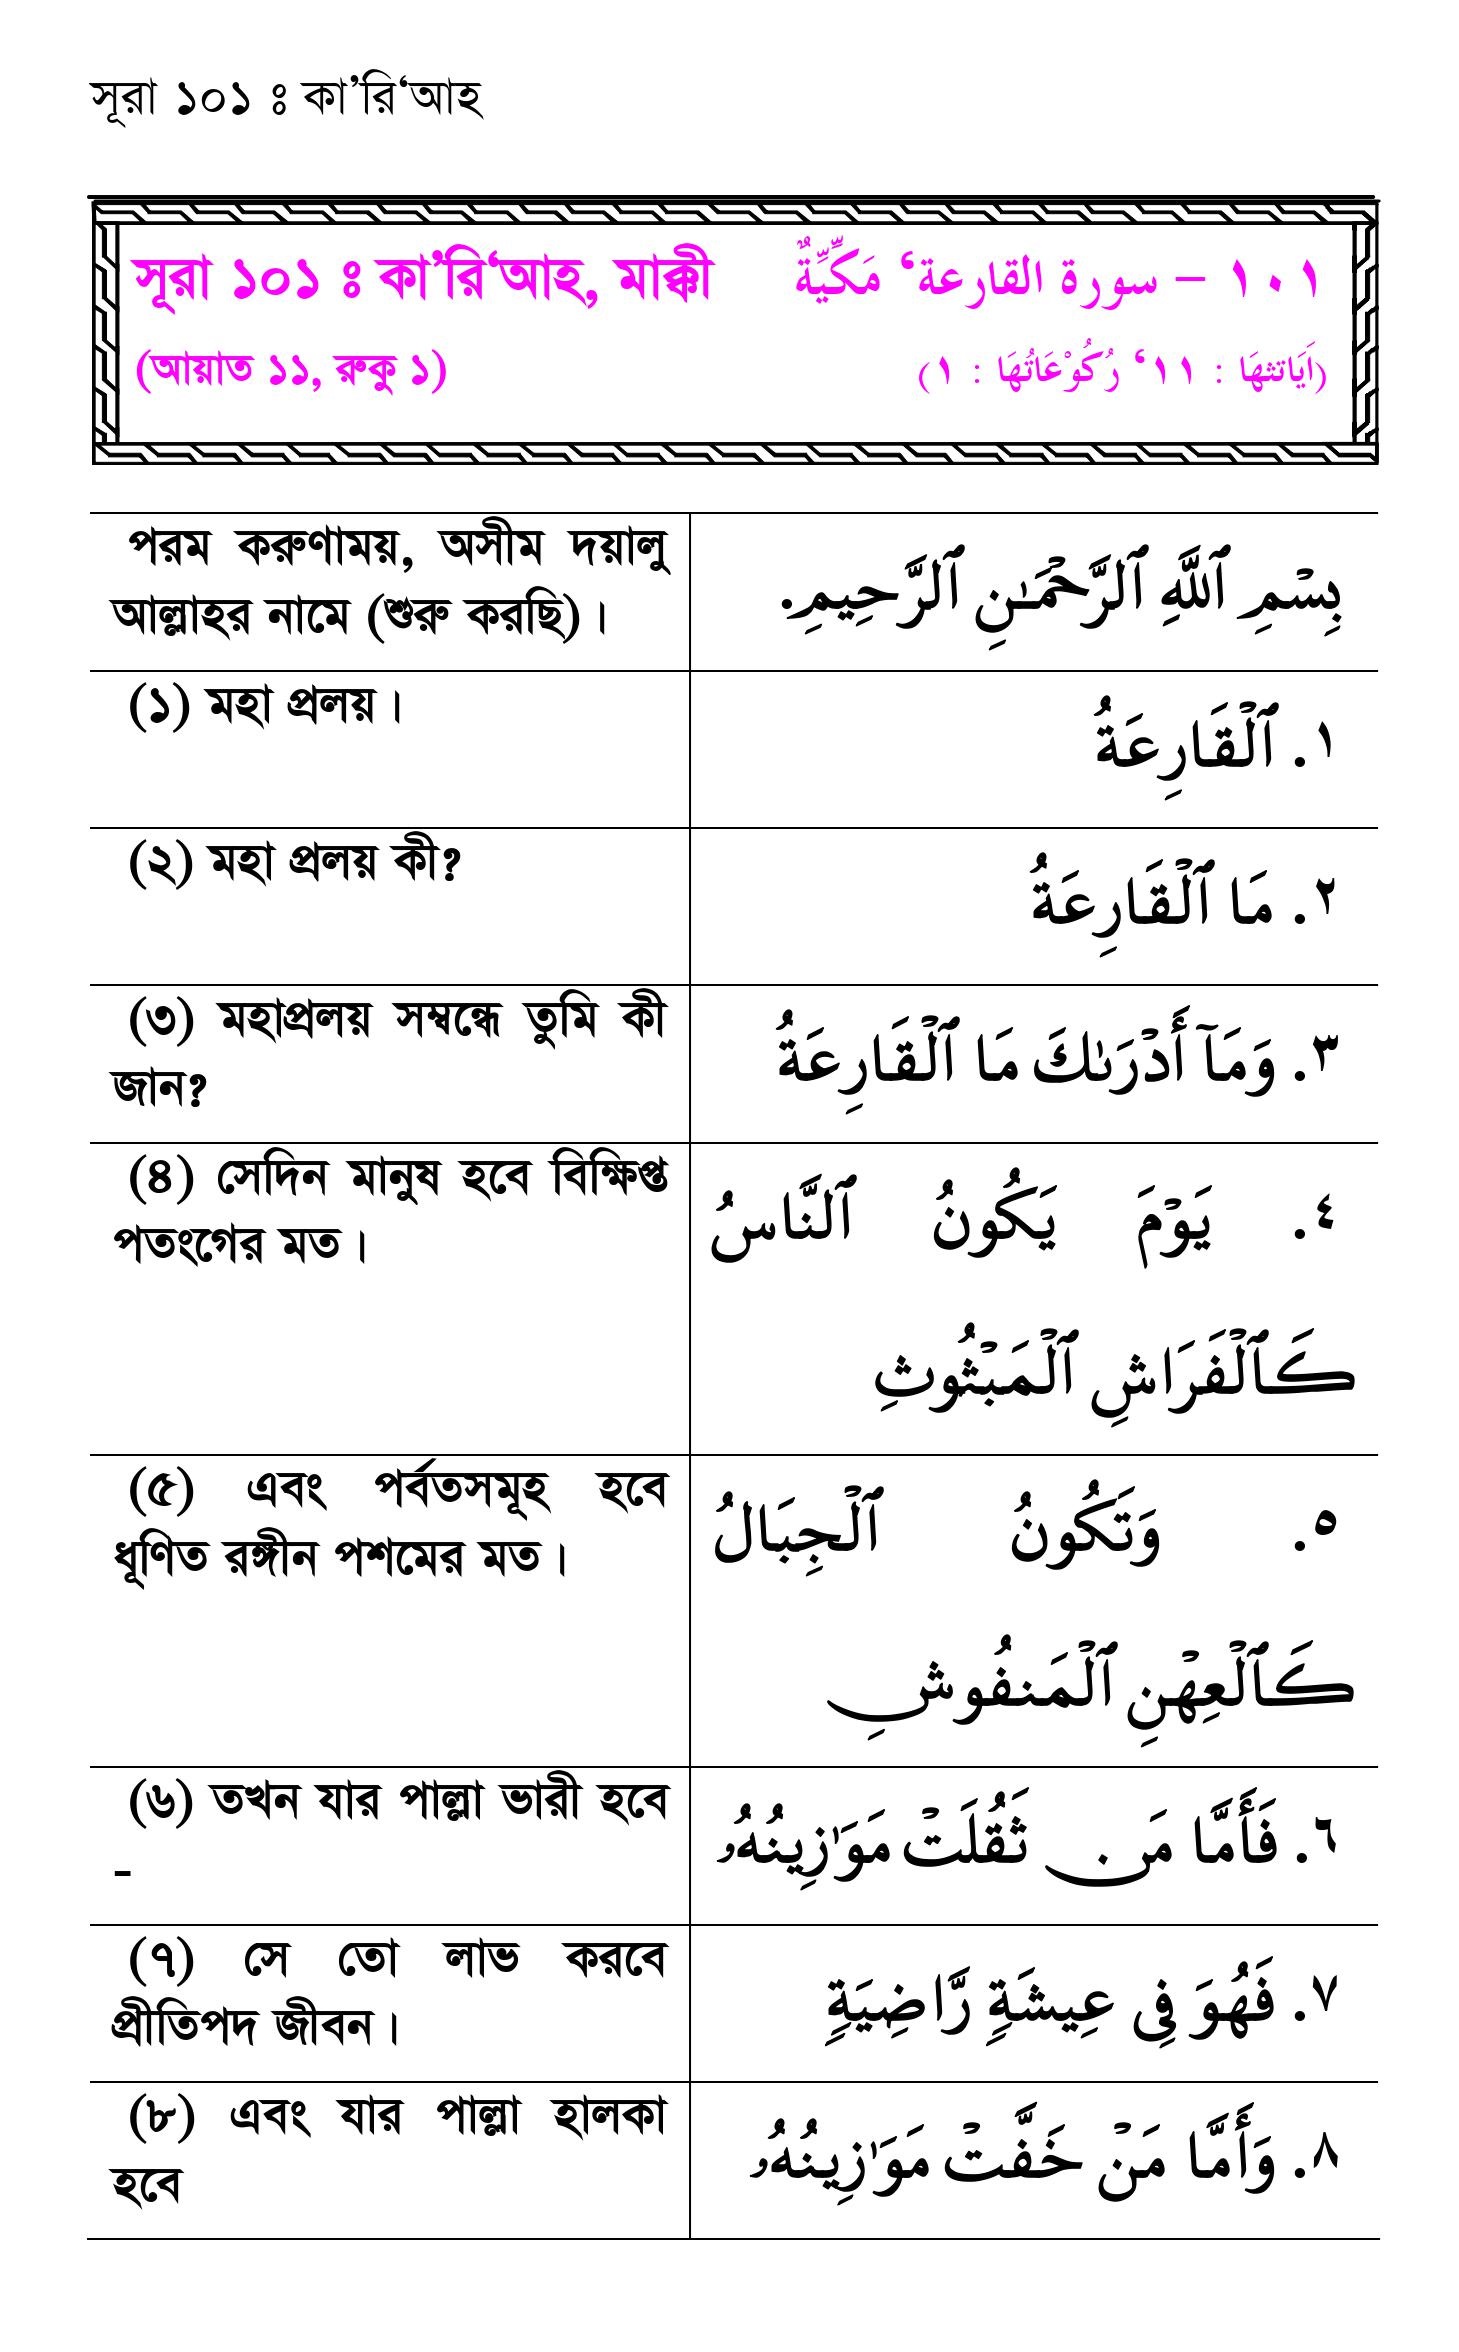 সূরা ১০১ ঃ কা’রি‘আহ
সূরা ১০১ ঃ কা’রি‘আহ, মাক্কী
١٠١ – سورة القارعة‘ مَكِّيَّةٌ
(আয়াত ১১, রুকু ১)
(اَيَاتثهَا : ١١‘ رُكُوْعَاتُهَا : ١)
পরম করুণাময়, অসীম দয়ালু
আল্লাহর নামে (শুরু করছি)।
بِسۡمِ ٱللَّهِ ٱلرَّحۡمَـٰنِ ٱلرَّحِيمِ.
(১) মহা প্রলয়।
١. ٱلۡقَارِعَةُ
(২) মহা প্রলয় কী?
٢. مَا ٱلۡقَارِعَةُ
(৩) মহাপ্রলয় সম্বন্ধে তুমি কী
জান?
٣. وَمَآ أَدۡرَىٰكَ مَا ٱلۡقَارِعَةُ
(৪) সেদিন মানুষ হবে বিক্ষিপ্ত
পতংগের মত।
٤. يَوۡمَ يَكُونُ ٱلنَّاسُ
ڪَٱلۡفَرَاشِ ٱلۡمَبۡثُوثِ
(৫) এবং পর্বতসমূহ হবে
ধূণিত রঙ্গীন পশমের মত।
٥. وَتَكُونُ ٱلۡجِبَالُ
ڪَٱلۡعِهۡنِ ٱلۡمَنفُوشِ
(৬) তখন যার পাল্লা ভারী হবে
-
٦. فَأَمَّا مَن ثَقُلَتۡ مَوَٰزِينُهُۥ
(৭) সে তো লাভ করবে
প্রীতিপদ জীবন।
٧. فَهُوَ فِى عِيشَةٍ رَّاضِيَةٍ
(৮) এবং যার পাল্লা হালকা
হবে
٨. وَأَمَّا مَنۡ خَفَّتۡ مَوَٰزِينُهُۥ